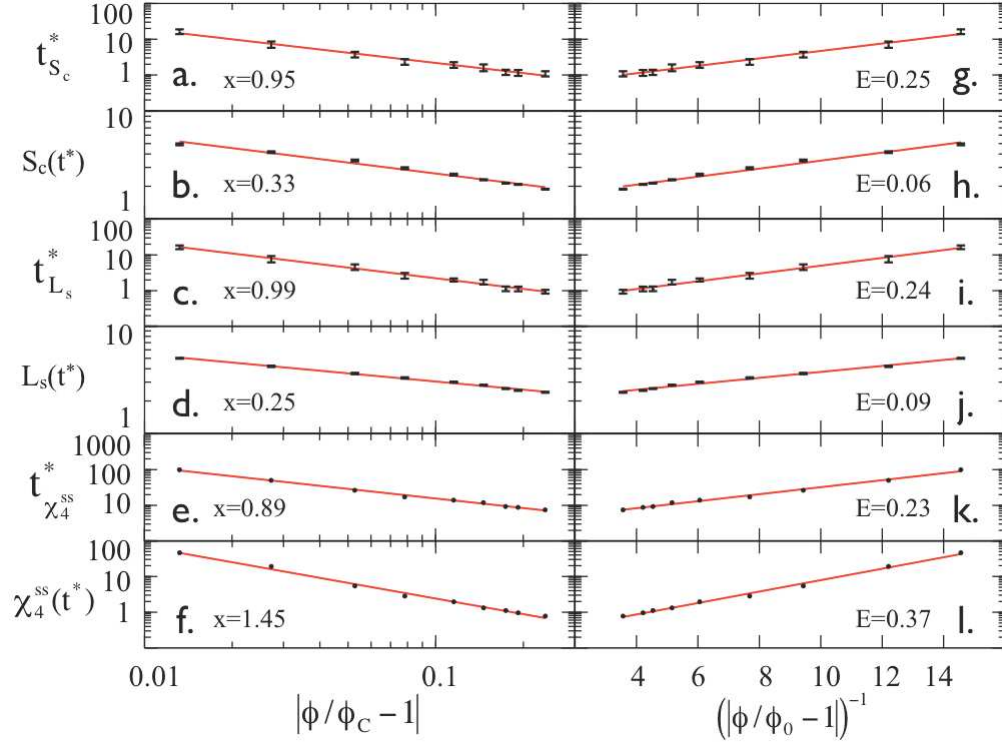 100
10
1
t*Sc
a. x=0.95
E=0.25 g.
10
1
Sc(t*)
b. x=0.33
E=0.06 h.
100
10
1
t*Ls
c. x=0.99
E=0.24 i.
10
1
Ls(t*)
d. x=0.25
E=0.09 j.
1000
100
10
t*χ4ss
e. x=0.89
E=0.23 k.
100
10
1
χ4ss(t*)
f. x=1.45
E=0.37 l.
0.01 0.1
4 6 8 10 12 14
|ϕ/ϕC −1|
(|ϕ/ϕ0 −1|)−1